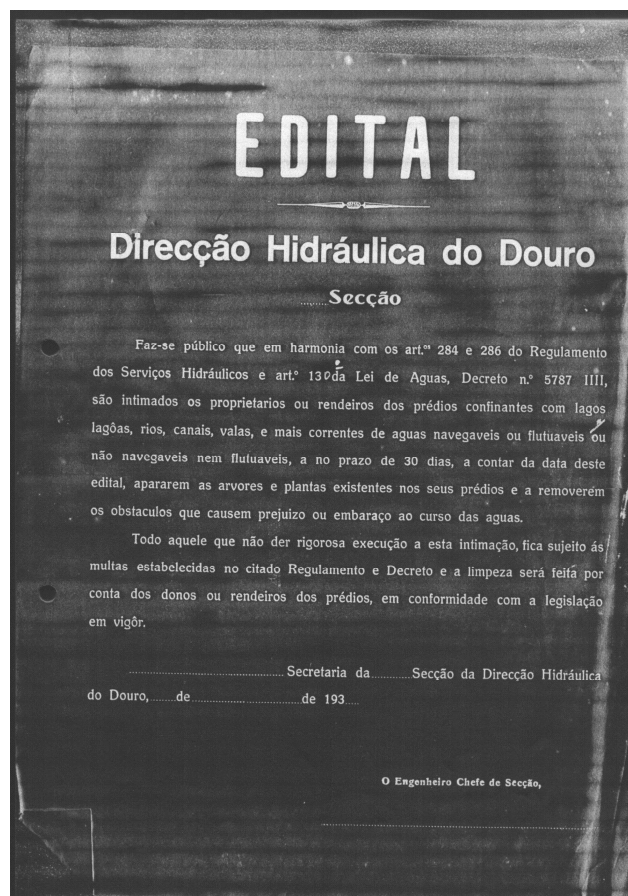 EDITAL
Direcção Hidráulica do Douro
........Secção
Faz-se público que em harmonia com os art.ºˢ 284 e 286 do Regulamento
dos Serviços Hidráulicos e art.º 130 da Lei de Aguas, Decreto n.º 5787 IIII,
são intimados os proprietarios ou rendeiros dos prédios confinantes com lagos
lagôas, rios, canais, valas, e mais correntes de aguas navegaveis ou flutuaveis ou
não navegaveis nem flutuaveis, a no prazo de 30 dias, a contar da data deste
edital, apararem as arvores e plantas existentes nos seus prédios e a removerem
os obstaculos que causem prejuizo ou embaraço ao curso das aguas.
Todo aquele que não der rigorosa execução a esta intimação, fica sujeito ás
multas estabelecidas no citado Regulamento e Decreto e a limpeza será feita por
conta dos donos ou rendeiros dos prédios, em conformidade com a legislação
em vigôr.
........................................Secretaria da..........Secção da Direcção Hidráulica
do Douro,.......de..............................de 193....
O Engenheiro Chefe de Secção,